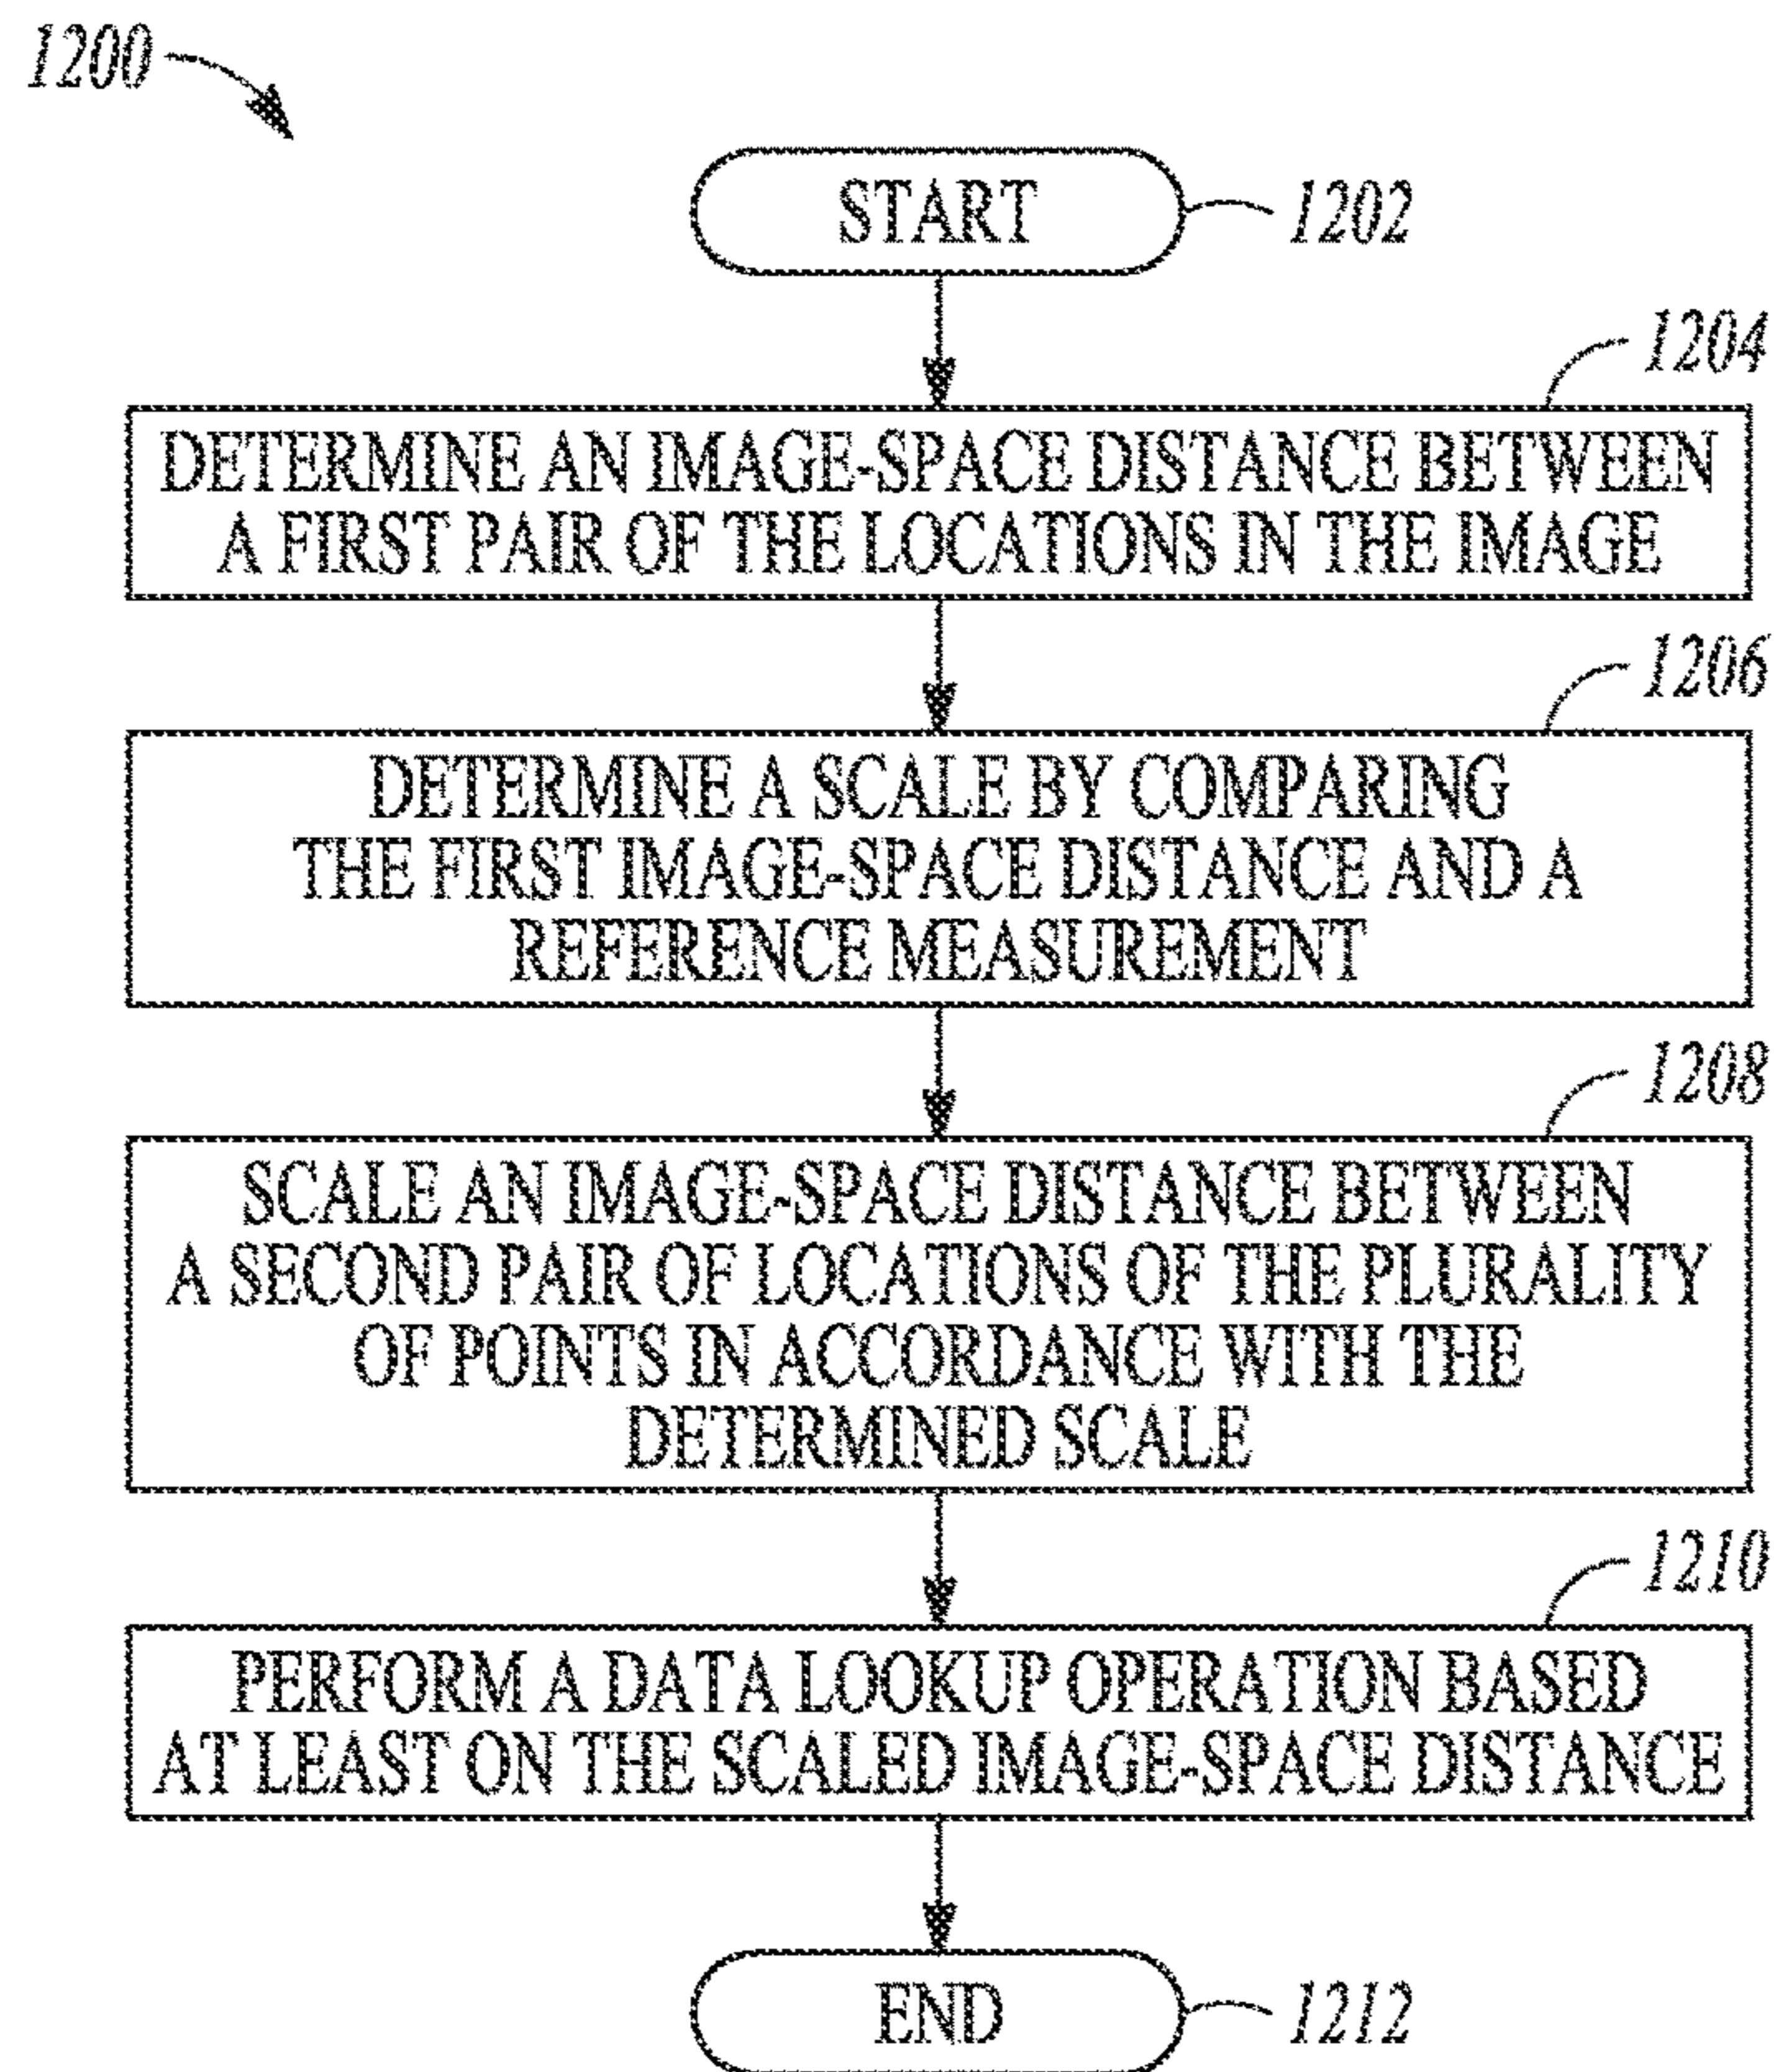 1200
START
1202
1204
DETERMINE AN IMAGE-SPACE DISTANCE BETWEEN
A FIRST PAIR OF THE LOCATIONS IN THE IMAGE
1206
DETERMINE A SCALE BY COMPARING
THE FIRST IMAGE-SPACE DISTANCE AND A
REFERENCE MEASUREMENT
1208
SCALE AN IMAGE-SPACE DISTANCE BETWEEN
A SECOND PAIR OF LOCATIONS OF THE PLURALITY
OF POINTS IN ACCORDANCE WITH THE
DETERMINED SCALE
1210
PERFORM A DATA LOOKUP OPERATION BASED
AT LEAST ON THE SCALED IMAGE-SPACE DISTANCE
END
1212